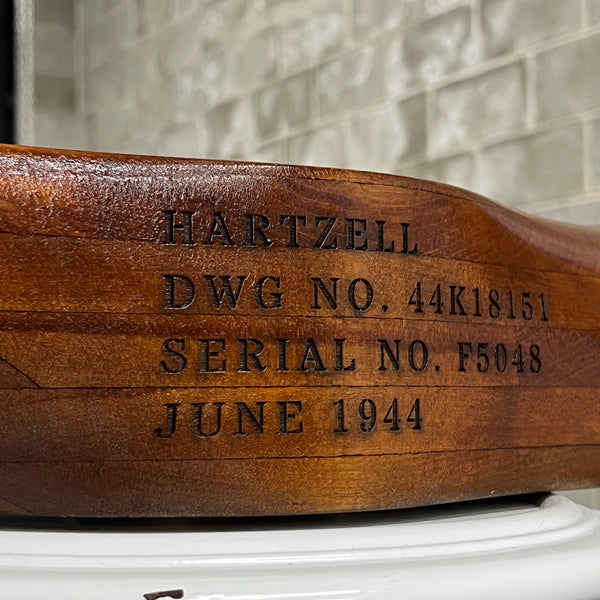 HARTZELL
DWG NO. 44K18151
SERIAL NO. F5048
JUNE 1944